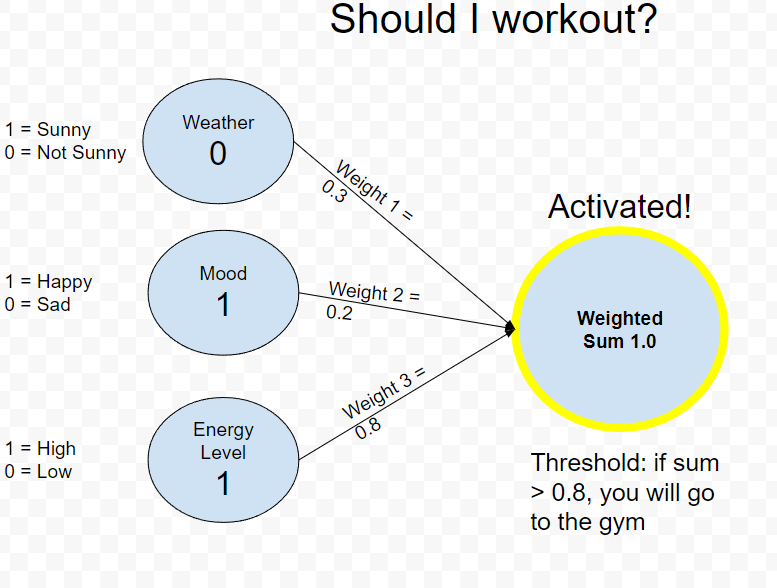 Should I workout?
1 = Sunny
0 = Not Sunny
Weather
0
Weight 1 =
0.3
Activated!
1 = Happy
0 = Sad
Mood
1
Weight 2 =
0.2
Weighted
Sum 1.0
1 = High
0 = Low
Energy
Level
1
Weight 3 =
0.8
Threshold: if sum
> 0.8, you will go
to the gym